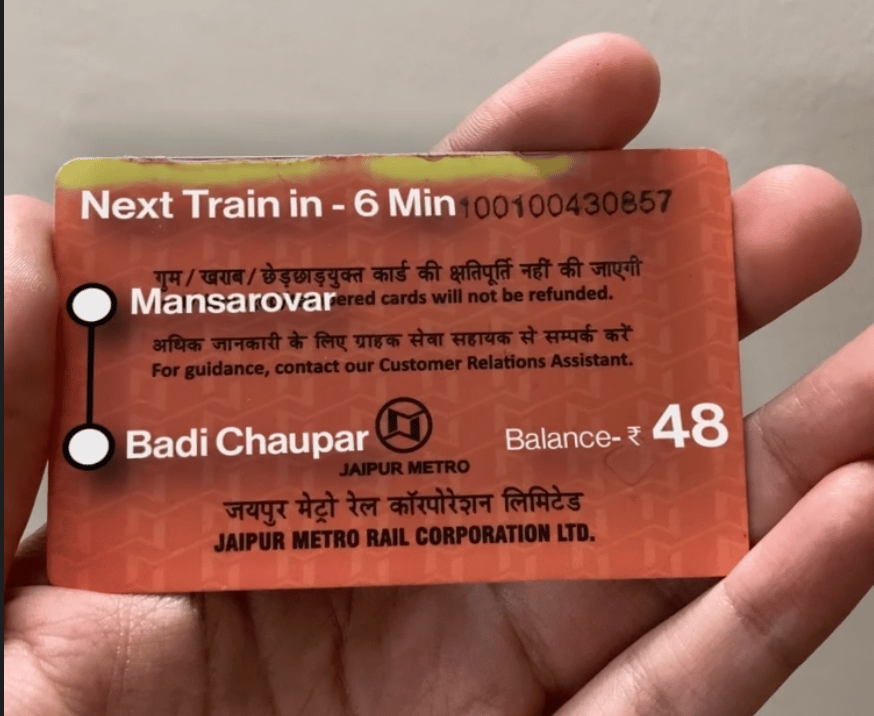 Next Train in - 6 Min
100100430857
गुम / खराब / छेड़छाड़युक्त कार्ड की क्षतिपूर्ति नहीं की जाएगी
Mansarovar
cards will not be refunded.
अधिक जानकारी के लिए ग्राहक सेवा सहायक से सम्पर्क करें
For guidance, contact our Customer Relations Assistant.
Badi Chaupar
Balance- ₹ 48
JAIPUR METRO
जयपुर मेट्रो रेल कॉरपोरेशन लिमिटेड
JAIPUR METRO RAIL CORPORATION LTD.